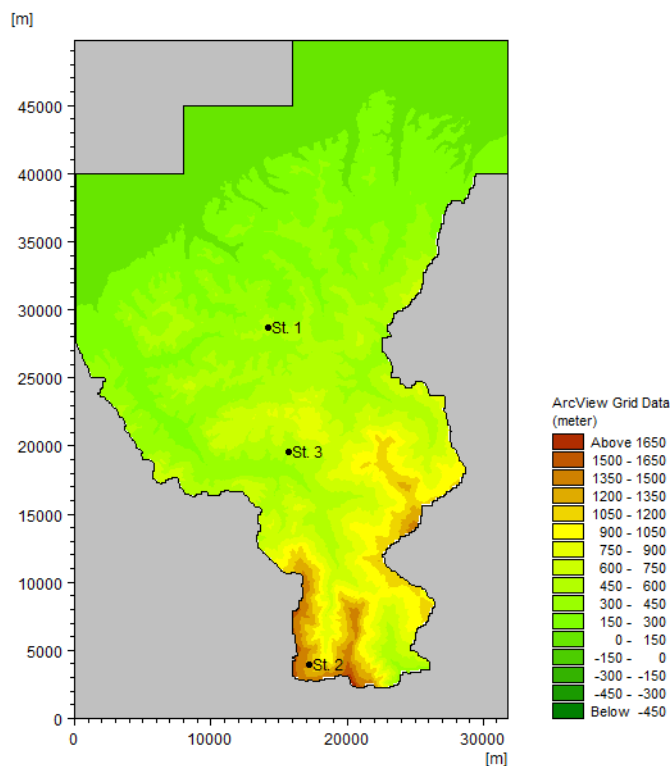 [m]
45000
40000
35000
30000
25000
20000
15000
10000
5000
0
St. 1
St. 3
St. 2
0
10000
20000
30000
[m]
ArcView Grid Data
(meter)
Above 1650
1500 - 1650
1350 - 1500
1200 - 1350
1050 - 1200
900 - 1050
750 - 900
600 - 750
450 - 600
300 - 450
150 - 300
0 - 150
-150 - 0
-300 - -150
-450 - -300
Below -450